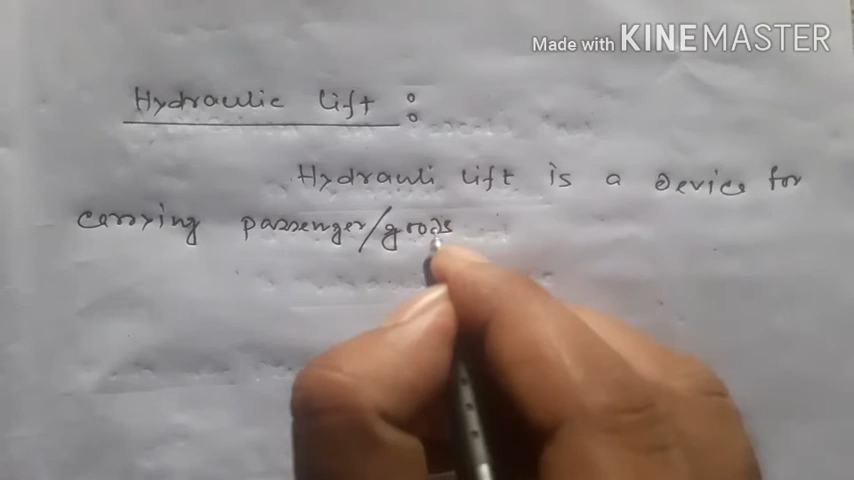 Made with KINEMASTER
Hydraulic lift :
Hydrauli lift is a Device for
carrying passenger/goods